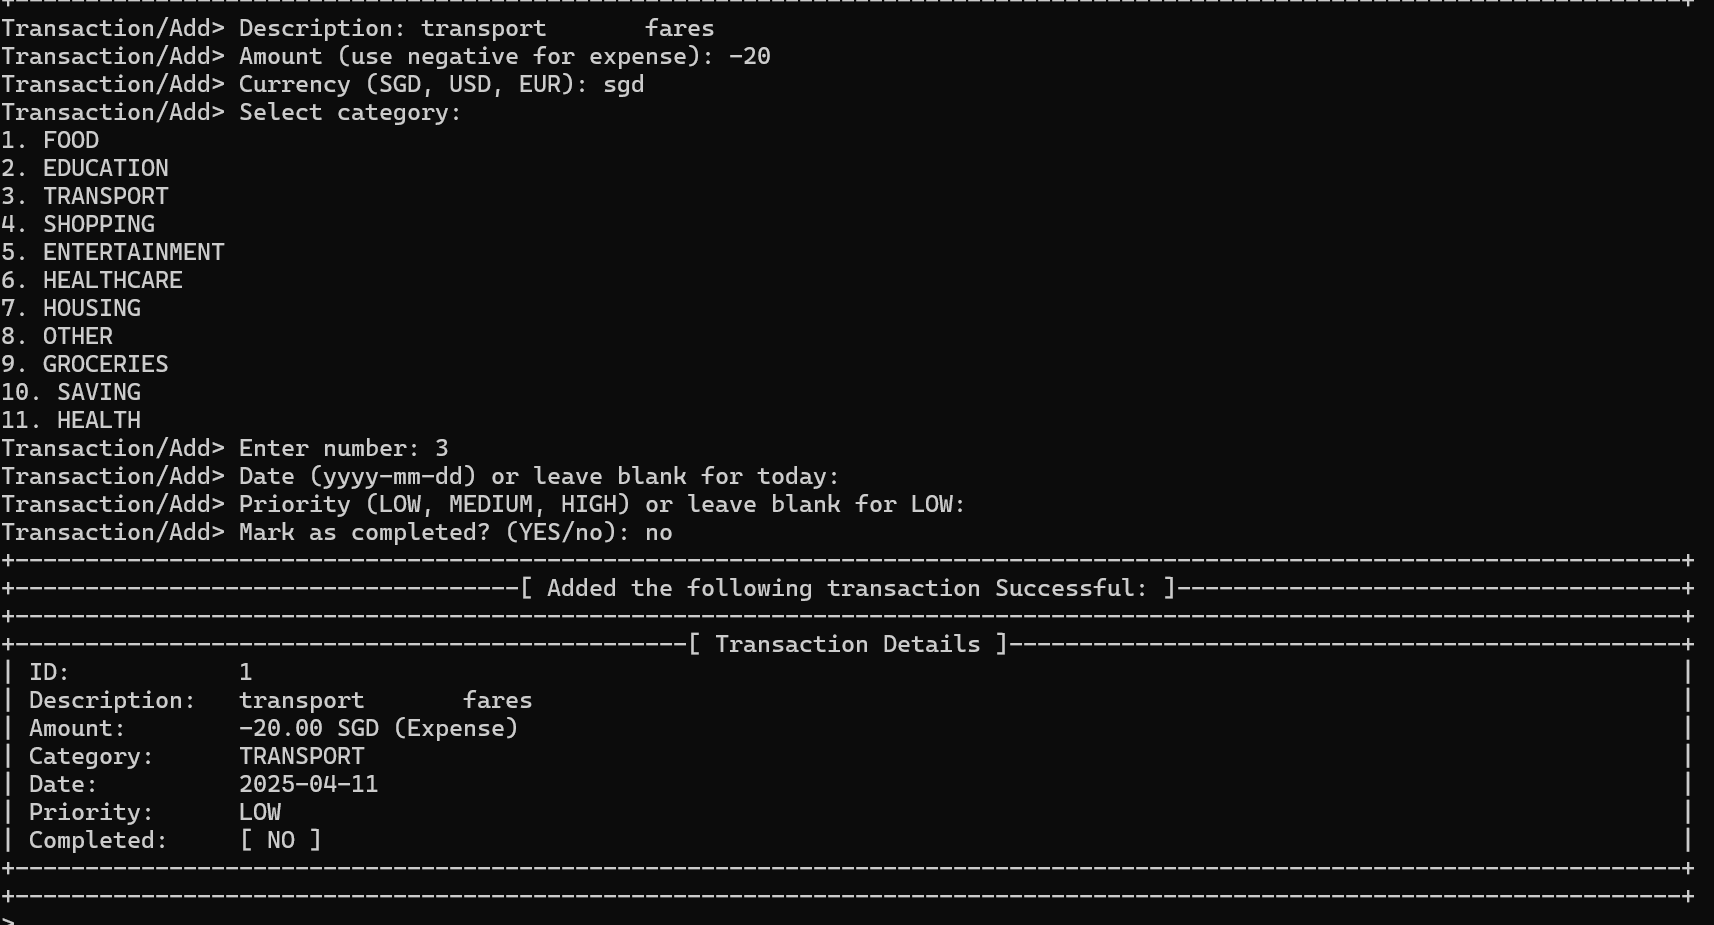 +-----------------------------------------------------------------------------------------------------------------------+
Transaction/Add> Description: transport       fares
Transaction/Add> Amount (use negative for expense): -20
Transaction/Add> Currency (SGD, USD, EUR): sgd
Transaction/Add> Select category:
1. FOOD
2. EDUCATION
3. TRANSPORT
4. SHOPPING
5. ENTERTAINMENT
6. HEALTHCARE
7. HOUSING
8. OTHER
9. GROCERIES
10. SAVING
11. HEALTH
Transaction/Add> Enter number: 3
Transaction/Add> Date (yyyy-mm-dd) or leave blank for today:
Transaction/Add> Priority (LOW, MEDIUM, HIGH) or leave blank for LOW:
Transaction/Add> Mark as completed? (YES/no): no
+-----------------------------------------------------------------------------------------------------------------------+
+------------------------------------[ Added the following transaction Successful: ]------------------------------------+
+-----------------------------------------------------------------------------------------------------------------------+
+------------------------------------------------[ Transaction Details ]------------------------------------------------+
| ID:            1                                                                                                      |
| Description:   transport       fares                                                                                  |
| Amount:        -20.00 SGD (Expense)                                                                                   |
| Category:      TRANSPORT                                                                                              |
| Date:          2025-04-11                                                                                             |
| Priority:      LOW                                                                                                    |
| Completed:     [ NO ]                                                                                                 |
+-----------------------------------------------------------------------------------------------------------------------+
+-----------------------------------------------------------------------------------------------------------------------+
>